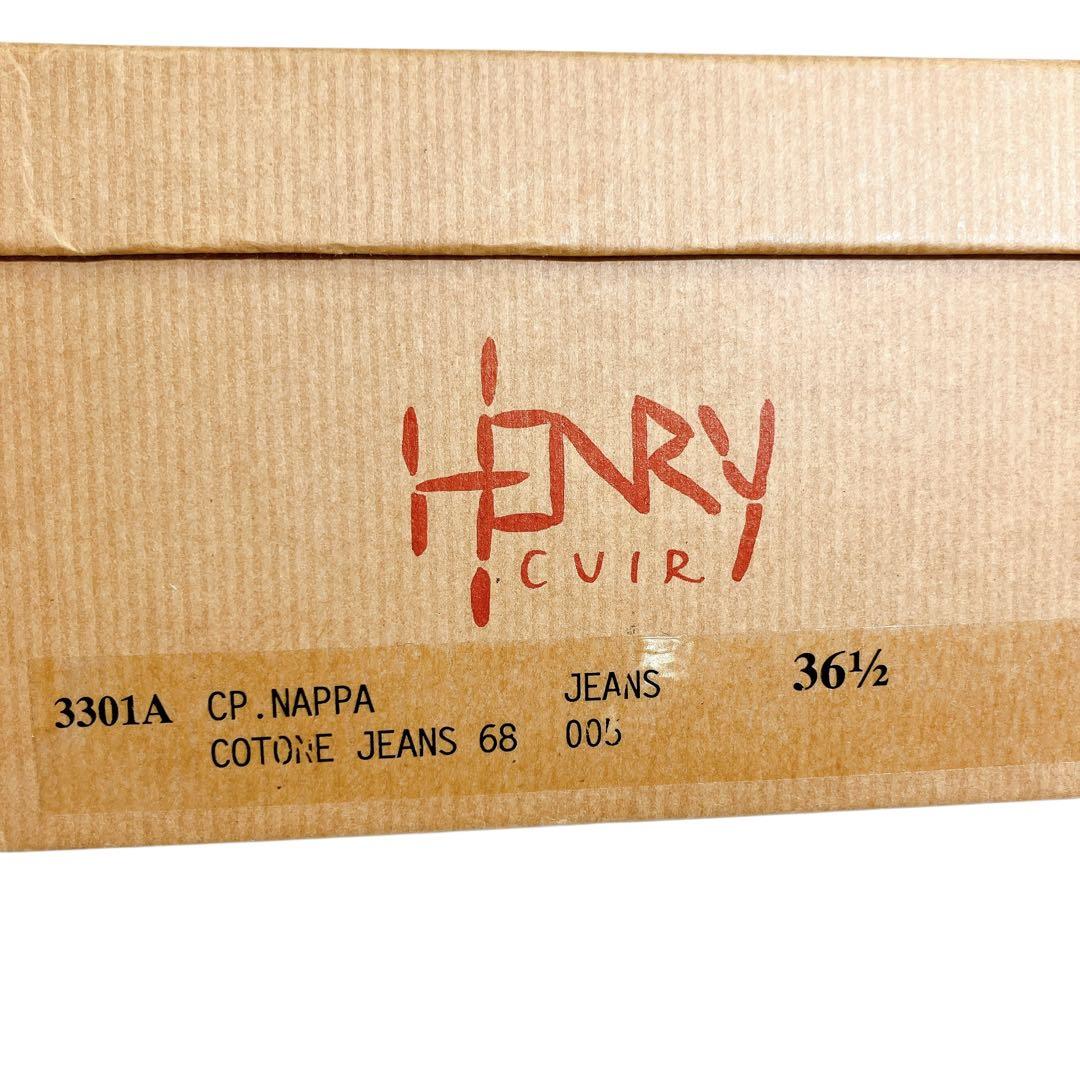 HENRY
CUIR
3301A CP.NAPPA JEANS 36½
COTONE JEANS 68 005